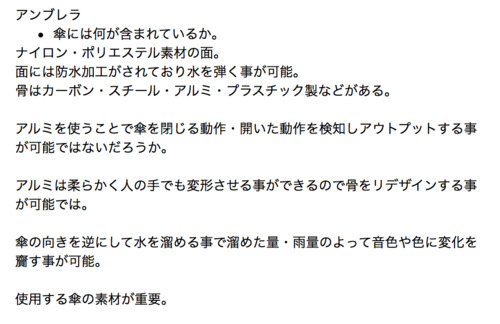 アンブレラ
• 傘には何が含まれているか。
ナイロン・ポリエステル素材の面。
面には防水加工がされており水を弾く事が可能。
骨はカーボン・スチール・アルミ・プラスチック製などがある。
アルミを使うことで傘を閉じる動作・開いた動作を検知しアウトプットする事
が可能ではないだろうか。
アルミは柔らかく人の手でも変形させる事ができるので骨をリデザインする事
が可能では。
傘の向きを逆にして水を溜める事で溜めた量・雨量のよって音色や色に変化を
齎す事が可能。
使用する傘の素材が重要。